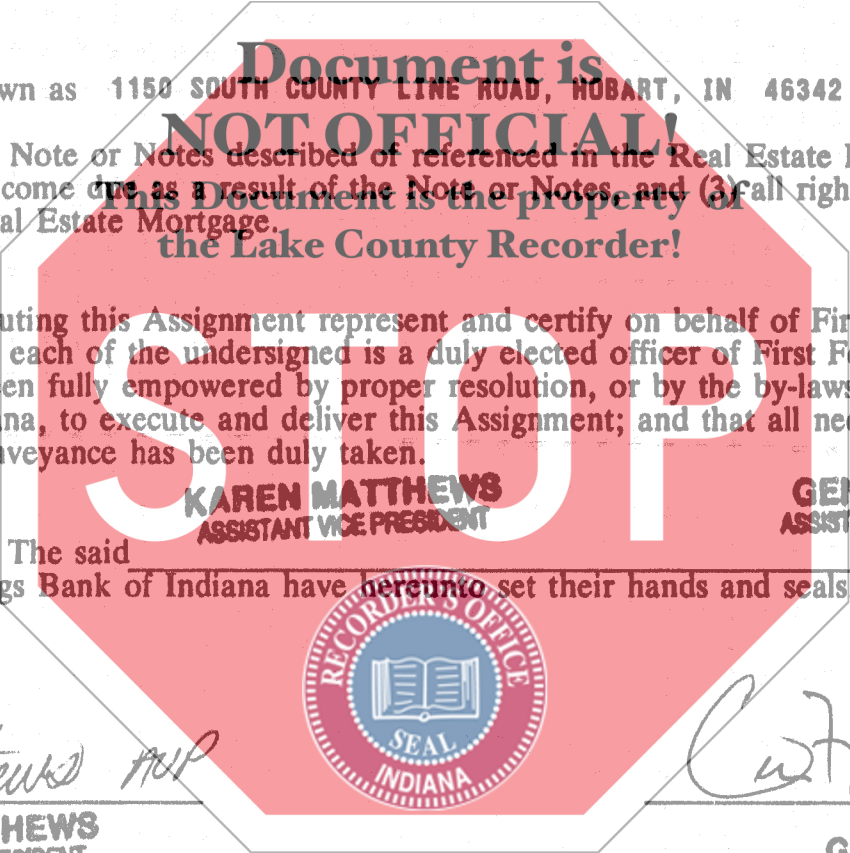 Document is
wn as 1150 SOUTH COUNTY LINE ROAD, HOBART, IN 46342
NOT OFFICIAL!
Note or Notes described of referenced in the Real Estate
come due as a result of the Note or Notes, and (3) all righ
This Document is the property of
al Estate Mortgage.
the Lake County Recorder!
uting this Assignment represent and certify on behalf of Fir
each of the undersigned is a duly elected officer of First F
en fully empowered by proper resolution, or by the by-laws
na, to execute and deliver this Assignment; and that all ne
veyance has been duly taken.
STOP
KAREN MATTHEWS GE
ASSISTANT VICE PRESIDENT ASSIST
The said
gs Bank of Indiana have hereunto set their hands and seals
RECORDER'S OFFICE
SEAL
INDIANA
ews AVP
HEWS G